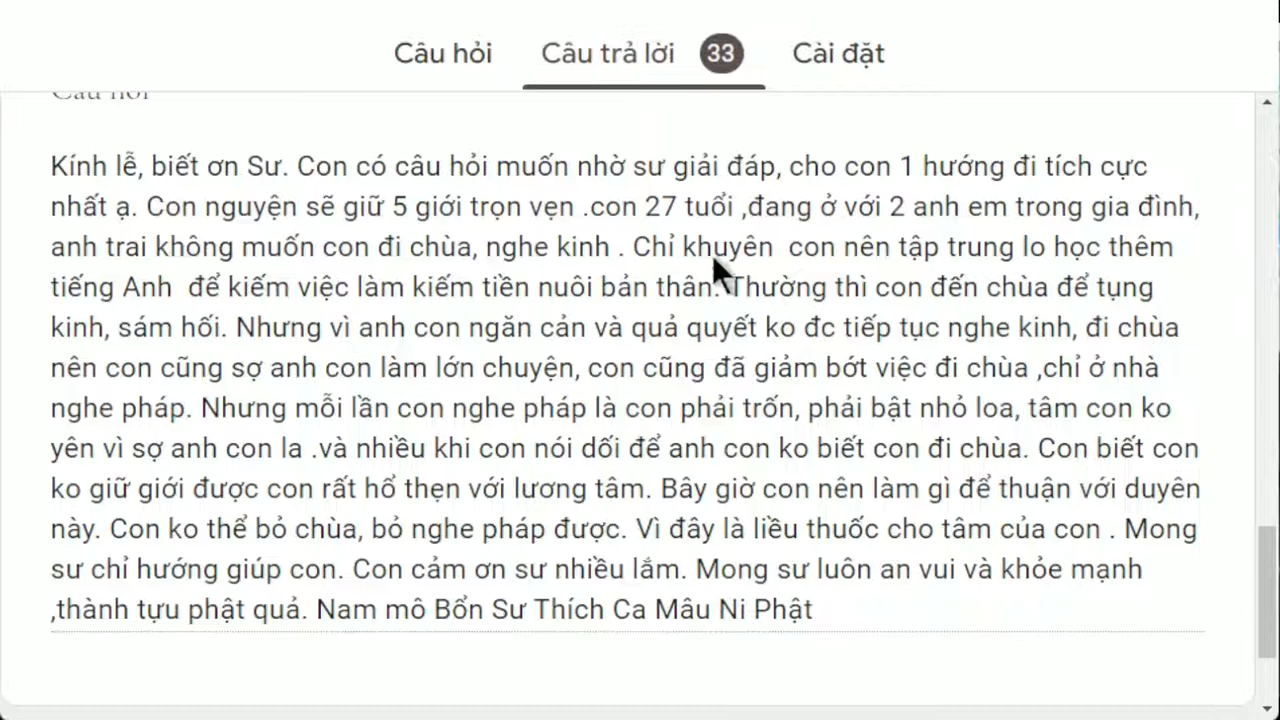 Câu hỏi
Câu trả lời 33
Cài đặt
Câu hỏi
Kính lễ, biết ơn Sư. Con có câu hỏi muốn nhờ sư giải đáp, cho con 1 hướng đi tích cực
nhất ạ. Con nguyện sẽ giữ 5 giới trọn vẹn .con 27 tuổi ,đang ở với 2 anh em trong gia đình,
anh trai không muốn con đi chùa, nghe kinh . Chỉ khuyên  con nên tập trung lo học thêm
tiếng Anh  để kiếm việc làm kiếm tiền nuôi bản thân. Thường thì con đến chùa để tụng
kinh, sám hối. Nhưng vì anh con ngăn cản và quả quyết ko đc tiếp tục nghe kinh, đi chùa
nên con cũng sợ anh con làm lớn chuyện, con cũng đã giảm bớt việc đi chùa ,chỉ ở nhà
nghe pháp. Nhưng mỗi lần con nghe pháp là con phải trốn, phải bật nhỏ loa, tâm con ko
yên vì sợ anh con la .và nhiều khi con nói dối để anh con ko biết con đi chùa. Con biết con
ko giữ giới được con rất hổ thẹn với lương tâm. Bây giờ con nên làm gì để thuận với duyên
này. Con ko thể bỏ chùa, bỏ nghe pháp được. Vì đây là liều thuốc cho tâm của con . Mong
sư chỉ hướng giúp con. Con cảm ơn sư nhiều lắm. Mong sư luôn an vui và khỏe mạnh
,thành tựu phật quả. Nam mô Bổn Sư Thích Ca Mâu Ni Phật